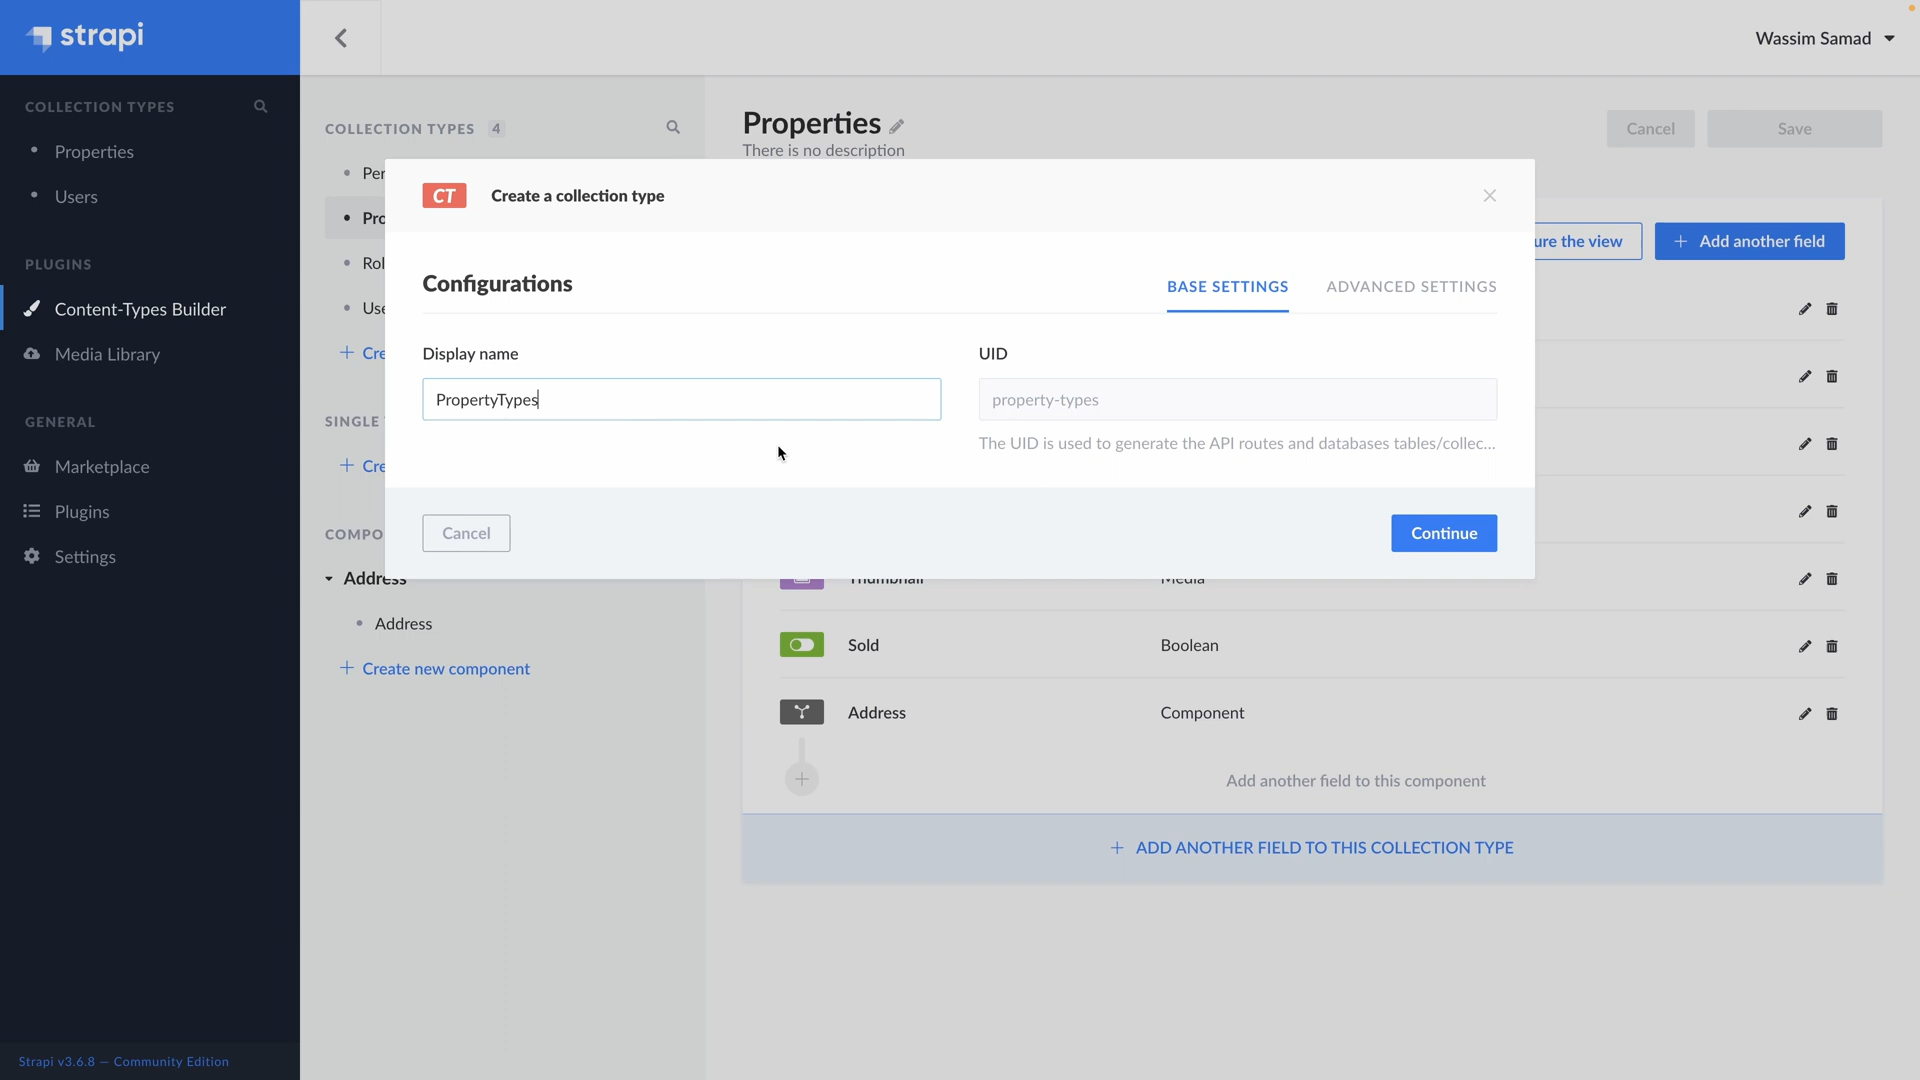 strapi
Wassim Samad
COLLECTION TYPES
Properties
Users
PLUGINS
Content-Types Builder
Media Library
GENERAL
Marketplace
Plugins
Settings
Strapi v3.6.8 — Community Edition
COLLECTION TYPES 4
Per
Pro
Rol
Use
+ Cre
SINGLE
+ Cre
COMPO
Address
Address
+ Create new component
Properties
There is no description
Cancel
Save
ure the view
+ Add another field
CT Create a collection type
Configurations
BASE SETTINGS
ADVANCED SETTINGS
Display name
PropertyTypes
UID
property-types
The UID is used to generate the API routes and databases tables/collec...
Cancel
Continue
Thumbnail Media
Sold Boolean
Address Component
Add another field to this component
+ ADD ANOTHER FIELD TO THIS COLLECTION TYPE